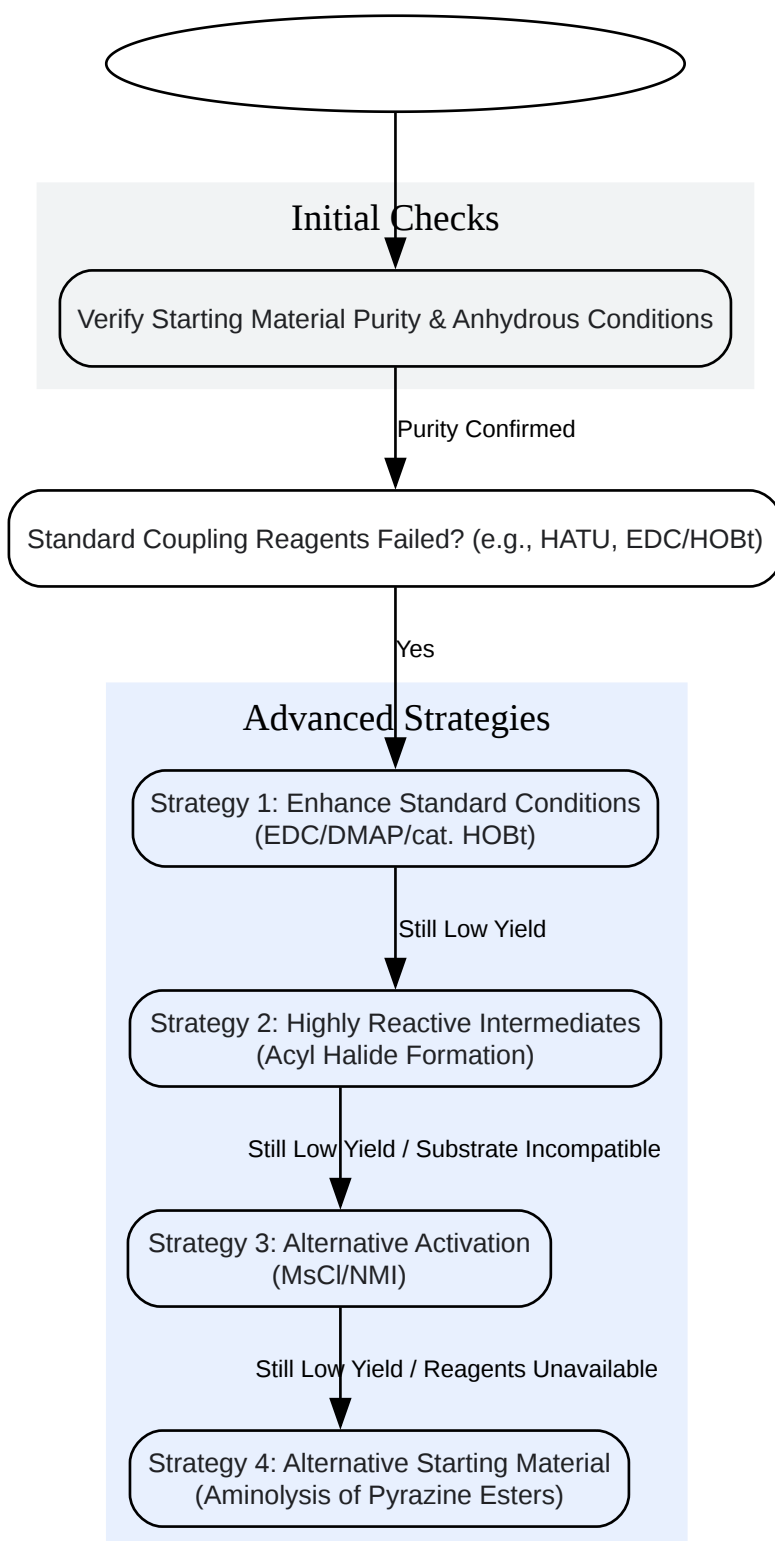 Initial Checks
Verify Starting Material Purity & Anhydrous Conditions
Purity Confirmed
Standard Coupling Reagents Failed? (e.g., HATU, EDC/HOBt)
Yes
Advanced Strategies
Strategy 1: Enhance Standard Conditions
(EDC/DMAP/cat. HOBt)
Still Low Yield
Strategy 2: Highly Reactive Intermediates
(Acyl Halide Formation)
Still Low Yield / Substrate Incompatible
Strategy 3: Alternative Activation
(MsCl/NMI)
Still Low Yield / Reagents Unavailable
Strategy 4: Alternative Starting Material
(Aminolysis of Pyrazine Esters)